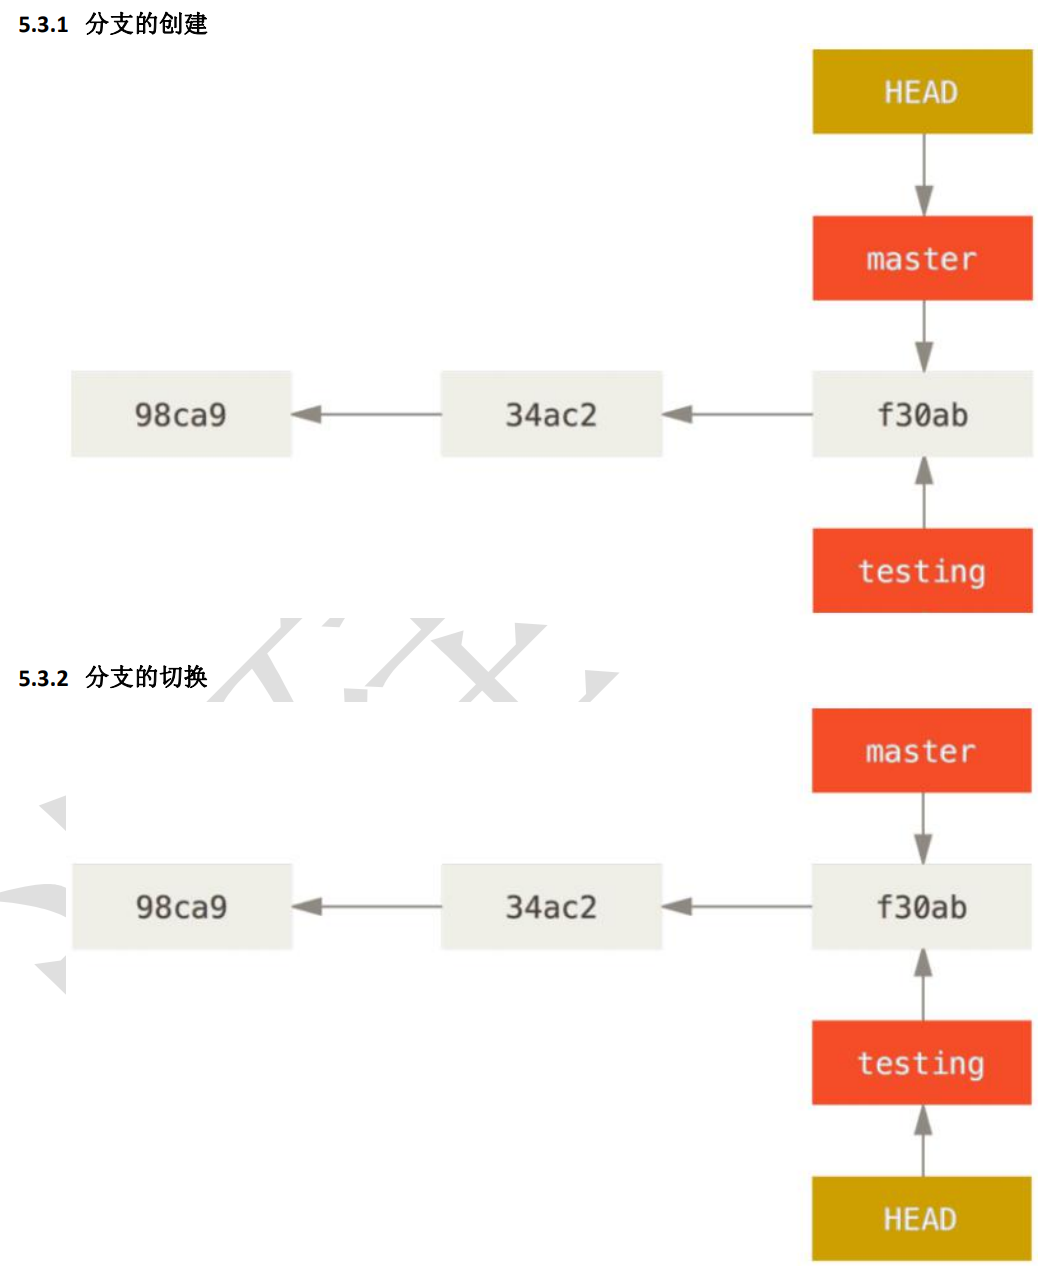 5.3.1 分支的创建
HEAD
master
98ca9 34ac2 f30ab
testing
5.3.2 分支的切换
master
98ca9 34ac2 f30ab
testing
HEAD